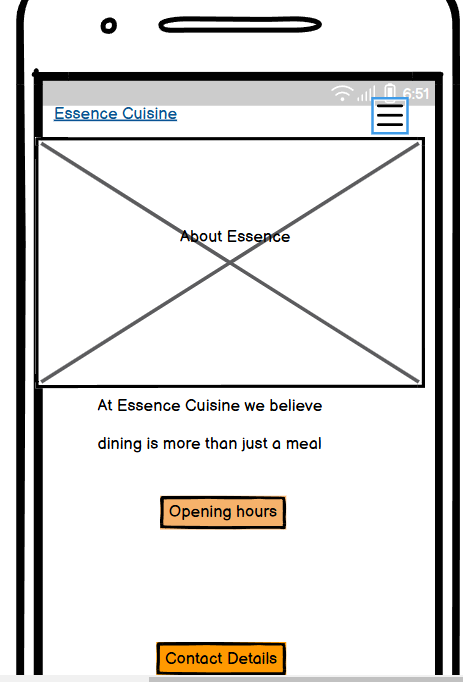 6:51
Essence Cuisine
About Essence
At Essence Cuisine we believe
dining is more than just a meal
Opening hours
Contact Details